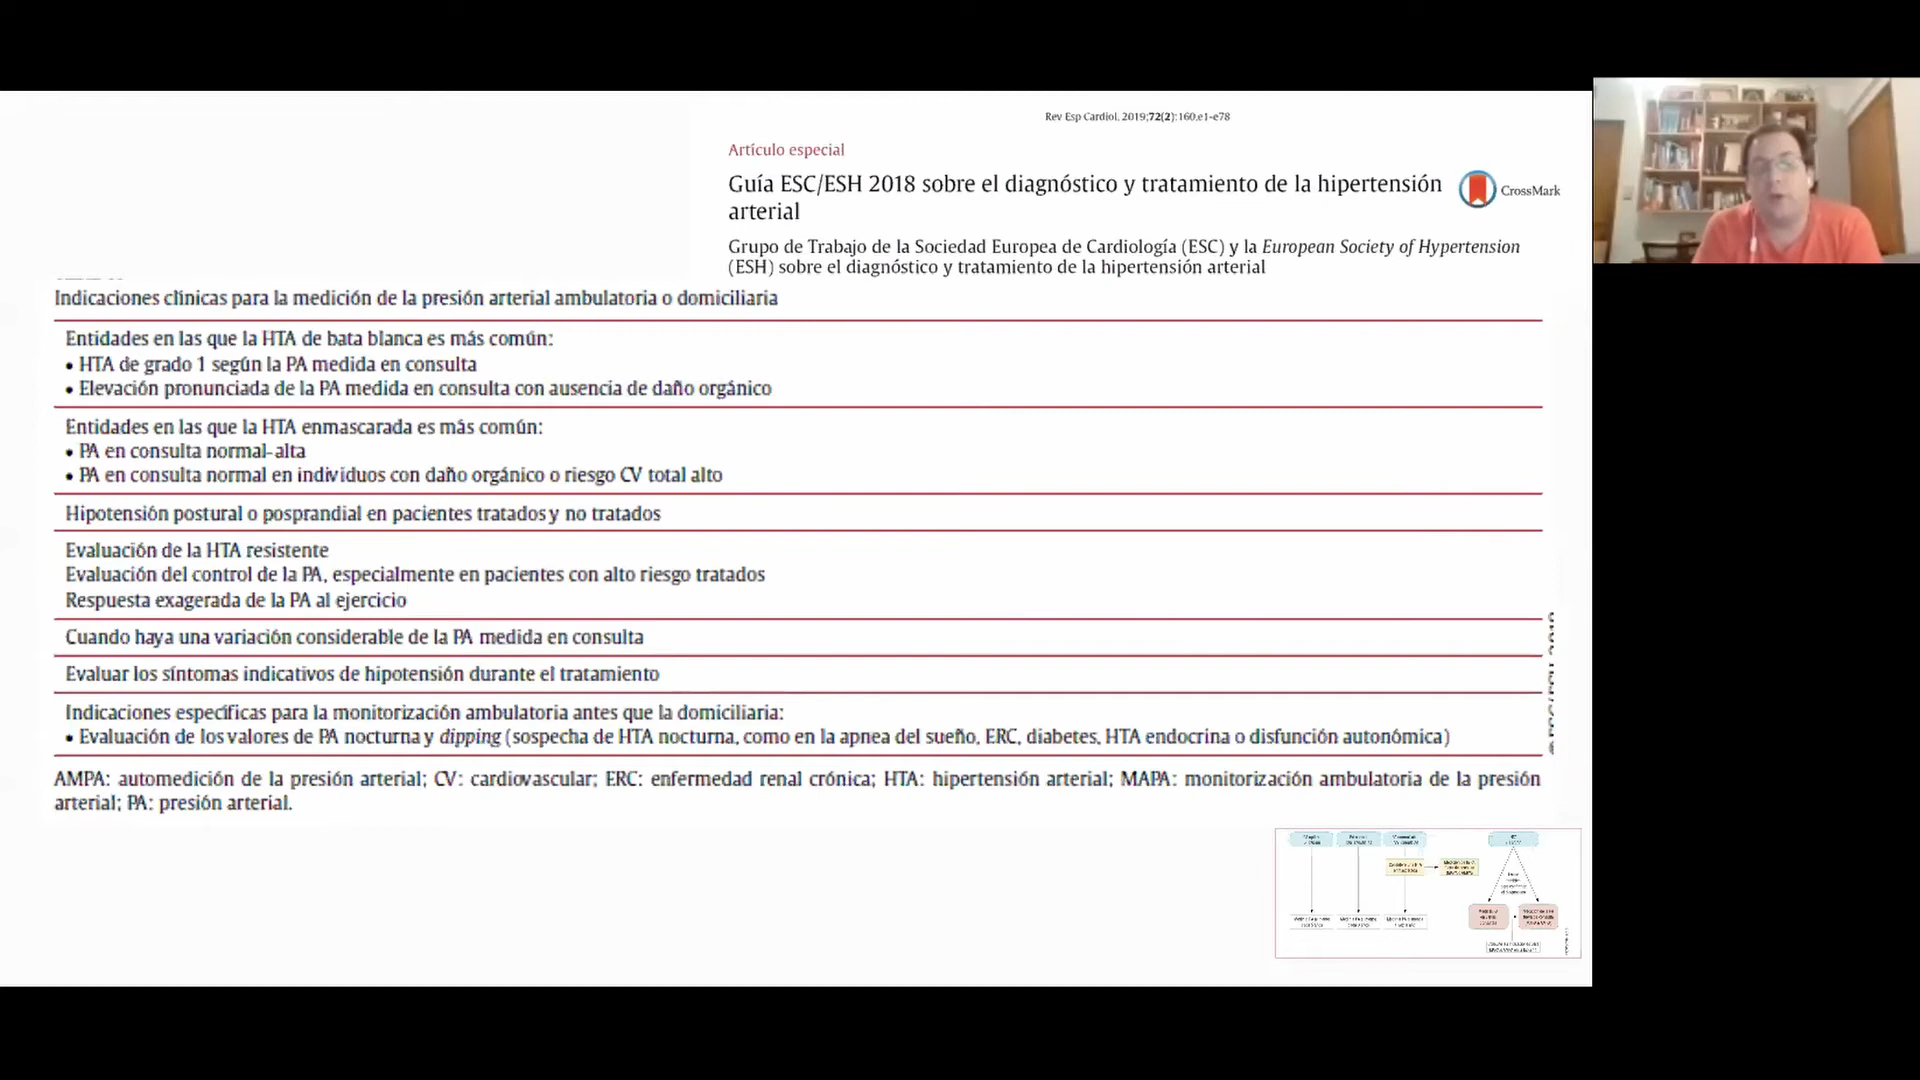 Rev Esp Cardiol. 2019;72(2):160.e1-e78
Artículo especial
Guía ESC/ESH 2018 sobre el diagnóstico y tratamiento de la hipertensión
arterial
CrossMark
Grupo de Trabajo de la Sociedad Europea de Cardiología (ESC) y la European Society of Hypertension
(ESH) sobre el diagnóstico y tratamiento de la hipertensión arterial
Indicaciones clínicas para la medición de la presión arterial ambulatoria o domiciliaria
Entidades en las que la HTA de bata blanca es más común:
• HTA de grado 1 según la PA medida en consulta
• Elevación pronunciada de la PA medida en consulta con ausencia de daño orgánico
Entidades en las que la HTA enmascarada es más común:
• PA en consulta normal-alta
• PA en consulta normal en individuos con daño orgánico o riesgo CV total alto
Hipotensión postural o posprandial en pacientes tratados y no tratados
Evaluación de la HTA resistente
Evaluación del control de la PA, especialmente en pacientes con alto riesgo tratados
Respuesta exagerada de la PA al ejercicio
Cuando haya una variación considerable de la PA medida en consulta
Evaluar los síntomas indicativos de hipotensión durante el tratamiento
Indicaciones específicas para la monitorización ambulatoria antes que la domiciliaria:
• Evaluación de los valores de PA nocturna y dipping (sospecha de HTA nocturna, como en la apnea del sueño, ERC, diabetes, HTA endocrina o disfunción autonómica)
AMPA: automedición de la presión arterial; CV: cardiovascular; ERC: enfermedad renal crónica; HTA: hipertensión arterial; MAPA: monitorización ambulatoria de la presión
arterial; PA: presión arterial.